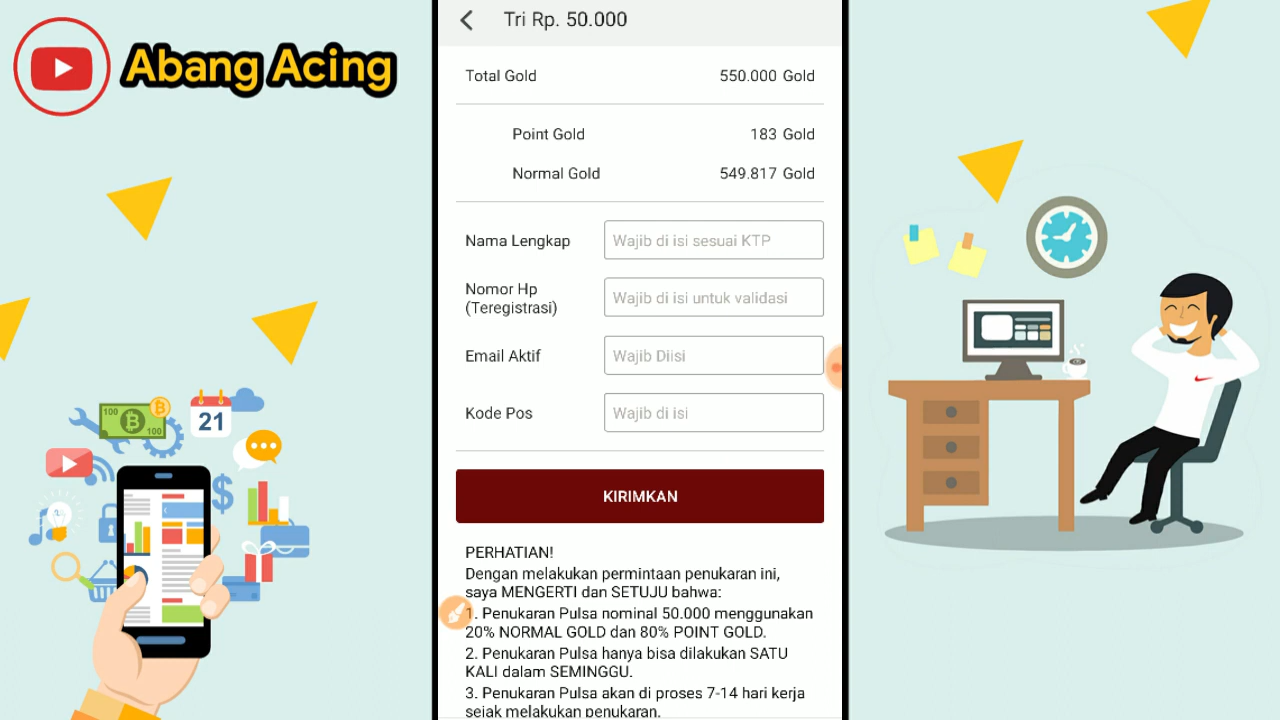 Abang Acing
Tri Rp. 50.000
Total Gold 550.000 Gold
Point Gold 183 Gold
Normal Gold 549.817 Gold
Nama Lengkap Wajib di isi sesuai KTP
Nomor Hp
(Teregistrasi) Wajib di isi untuk validasi
Email Aktif Wajib Diisi
Kode Pos Wajib di isi
KIRIMKAN
PERHATIAN!
Dengan melakukan permintaan penukaran ini,
saya MENGERTI dan SETUJU bahwa:
1. Penukaran Pulsa nominal 50.000 menggunakan
20% NORMAL GOLD dan 80% POINT GOLD.
2. Penukaran Pulsa hanya bisa dilakukan SATU
KALI dalam SEMINGGU.
3. Penukaran Pulsa akan di proses 7-14 hari kerja
sejak melakukan penukaran.
100
100
21
$